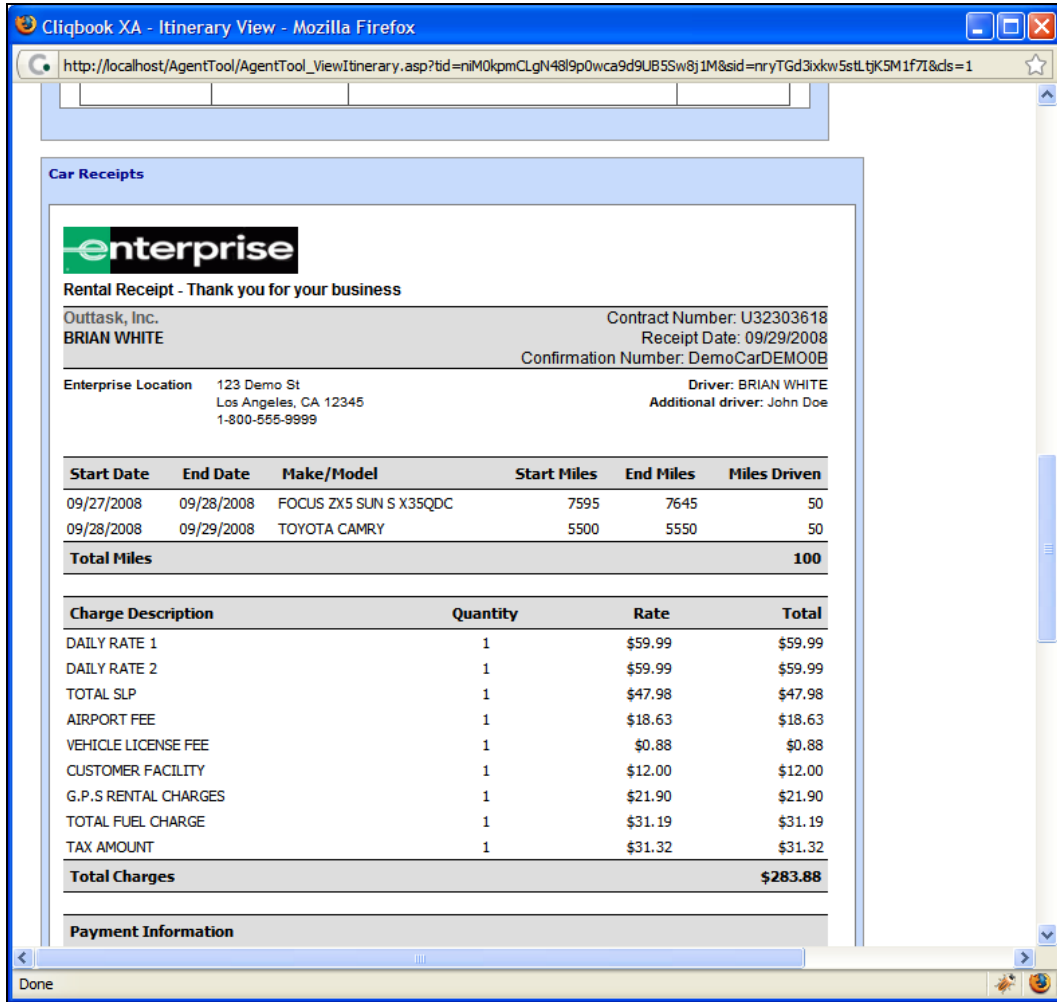 Cliqbook XA - Itinerary View - Mozilla Firefox
http://localhost/AgentTool/AgentTool_ViewItinerary.asp?tid=niM0kpmCLgN48l9p0wca9d9UB5Sw8j1M&sid=nryTGd3ixkw5stLtjK5M1f7I&cls=1
Car Receipts
enterprise
Rental Receipt - Thank you for your business
Outtask, Inc. Contract Number: U32303618
BRIAN WHITE Receipt Date: 09/29/2008
Confirmation Number: DemoCarDEMO0B
Enterprise Location 123 Demo St Driver: BRIAN WHITE
Los Angeles, CA 12345 Additional driver: John Doe
1-800-555-9999
Start Date End Date Make/Model Start Miles End Miles Miles Driven
09/27/2008 09/28/2008 FOCUS ZX5 SUN S X35QDC 7595 7645 50
09/28/2008 09/29/2008 TOYOTA CAMRY 5500 5550 50
Total Miles 100
Charge Description Quantity Rate Total
DAILY RATE 1 1 $59.99 $59.99
DAILY RATE 2 1 $59.99 $59.99
TOTAL SLP 1 $47.98 $47.98
AIRPORT FEE 1 $18.63 $18.63
VEHICLE LICENSE FEE 1 $0.88 $0.88
CUSTOMER FACILITY 1 $12.00 $12.00
G.P.S RENTAL CHARGES 1 $21.90 $21.90
TOTAL FUEL CHARGE 1 $31.19 $31.19
TAX AMOUNT 1 $31.32 $31.32
Total Charges $283.88
Payment Information
Done